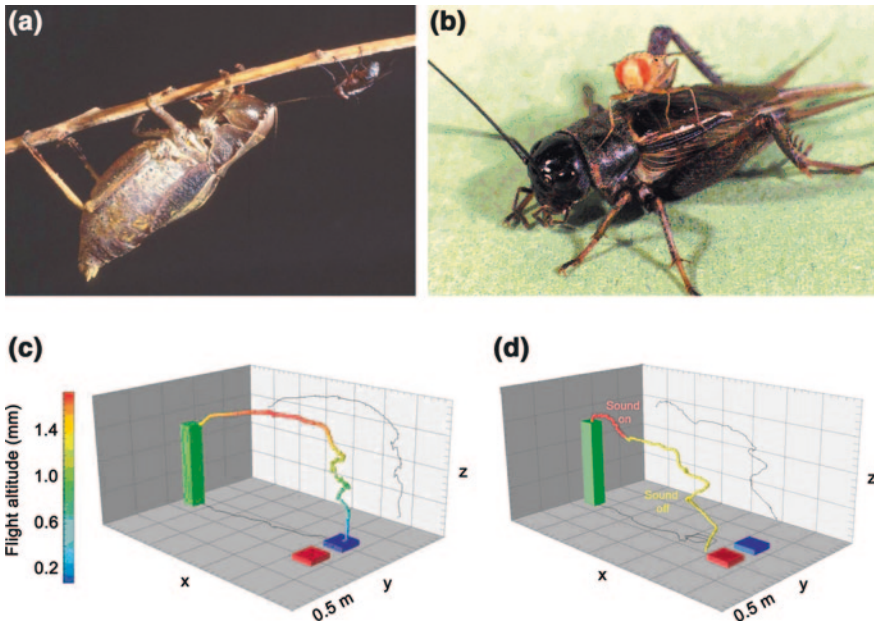 (a)
(b)
(c)
Flight altitude (mm)
1.4
1.0
0.6
0.2
x
0.5 m
y
z
(d)
Sound
on
Sound
off
x
0.5 m
y
z